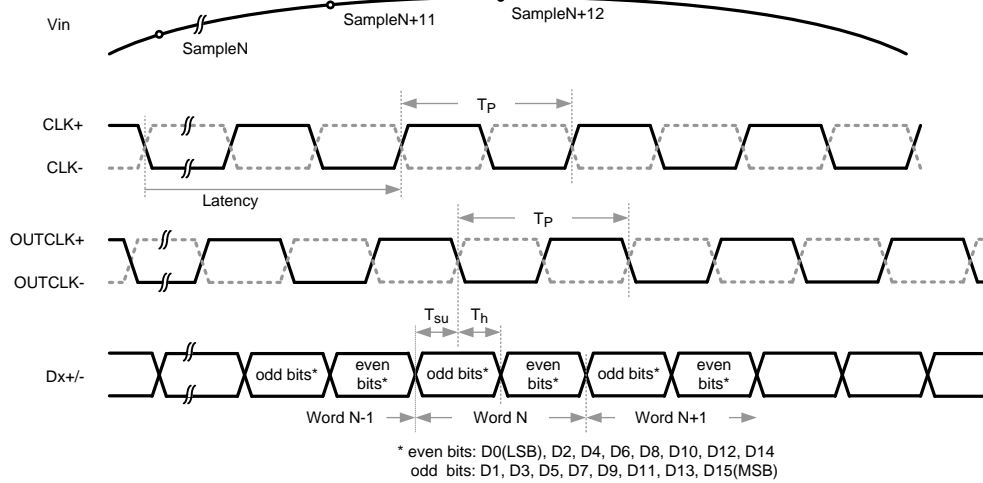 Vin
SampleN
SampleN+11
SampleN+12
TP
CLK+
CLK-
Latency
TP
OUTCLK+
OUTCLK-
Tsu
Th
Dx+/-
odd bits*
even
bits*
odd bits*
even
bits*
odd bits*
even
bits*
Word N-1
Word N
Word N+1
* even bits: D0(LSB), D2, D4, D6, D8, D10, D12, D14
odd bits: D1, D3, D5, D7, D9, D11, D13, D15(MSB)